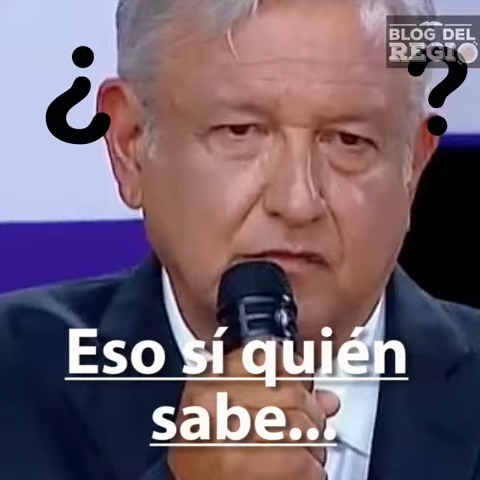 BLOG DEL
REGIO
¿ ?
Eso sí quién
sabe...